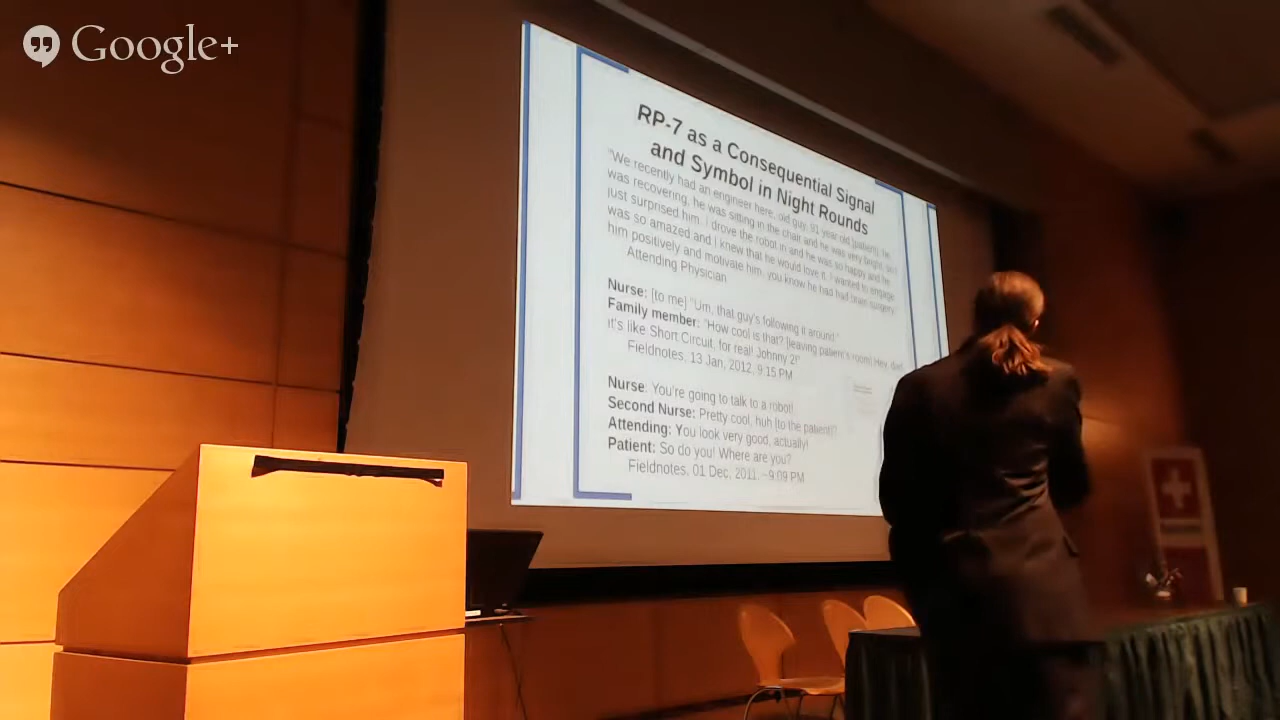 Google+
RP-7 as a Consequential Signal
and Symbol in Night Rounds
"We recently had an engineer here, old guy, 91 year old [patient], he
was recovering, he was sitting in the chair and he was very bright, so I
just surprised him. I drove the robot in and he was so happy and he
was so amazed and I knew that he would love it. I wanted to engage
him positively and motivate him, you know he had had brain surgery."
Attending Physician
Nurse: [to me] "Um, that guy's following it around."
Family member: "How cool is that? [leaving patient's room] Hey, dad
it's like Short Circuit, for real! Johnny 2!"
Fieldnotes, 13 Jan, 2012, 9:15 PM
Nurse: You're going to talk to a robot!
Second Nurse: Pretty cool, huh [to the patient]?
Attending: You look very good, actually!
Patient: So do you! Where are you?
Fieldnotes, 01 Dec, 2011, ~9:09 PM